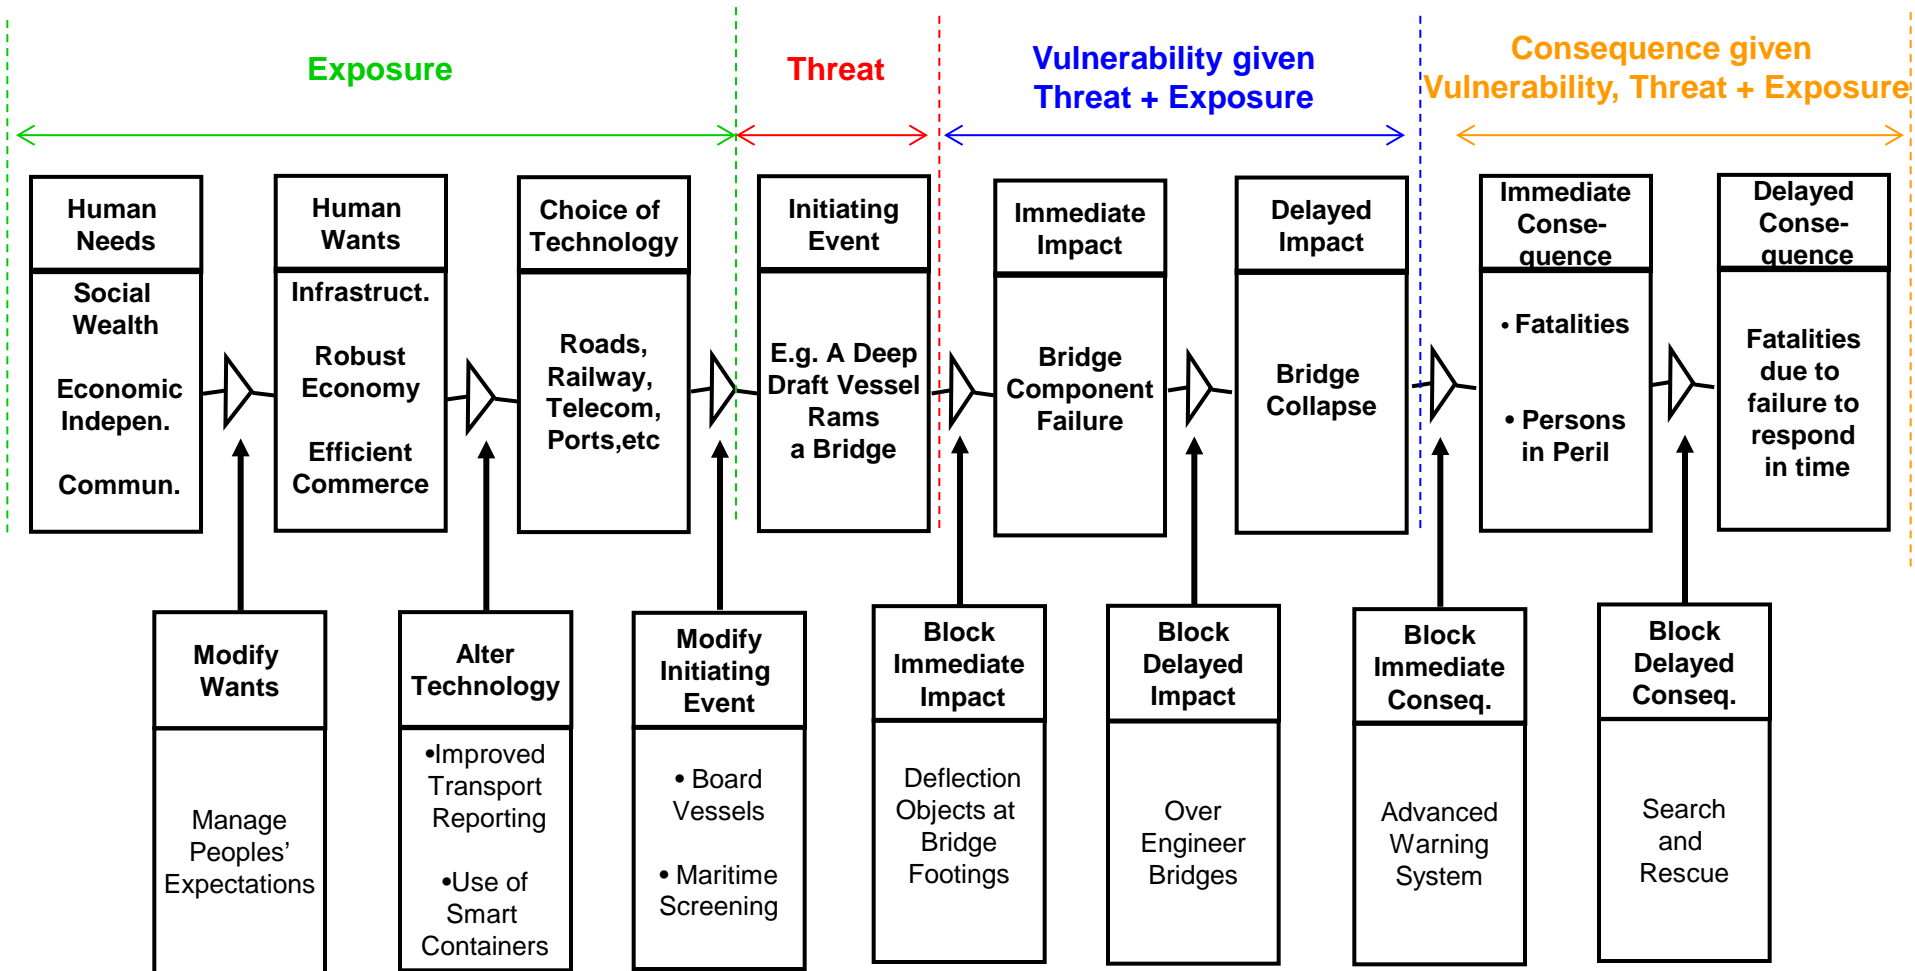 Exposure
Threat
Vulnerability given
Threat + Exposure
Consequence given
Vulnerability, Threat + Exposure
Human
Needs
Social
Wealth
Economic
Indepen.
Commun.
Human
Wants
Infrastruct.
Robust
Economy
Efficient
Commerce
Choice of
Technology
Roads,
Railway,
Telecom,
Ports,etc
Initiating
Event
E.g. A Deep
Draft Vessel
Rams
a Bridge
Immediate
Impact
Bridge
Component
Failure
Delayed
Impact
Bridge
Collapse
Immediate
Conse-
quence
• Fatalities
• Persons
in Peril
Delayed
Conse-
quence
Fatalities
due to
failure to
respond
in time
Modify
Wants
Manage
Peoples’
Expectations
Alter
Technology
•Improved
Transport
Reporting
•Use of
Smart
Containers
Modify
Initiating
Event
• Board
Vessels
• Maritime
Screening
Block
Immediate
Impact
Deflection
Objects at
Bridge
Footings
Block
Delayed
Impact
Over
Engineer
Bridges
Block
Immediate
Conseq.
Advanced
Warning
System
Block
Delayed
Conseq.
Search
and
Rescue